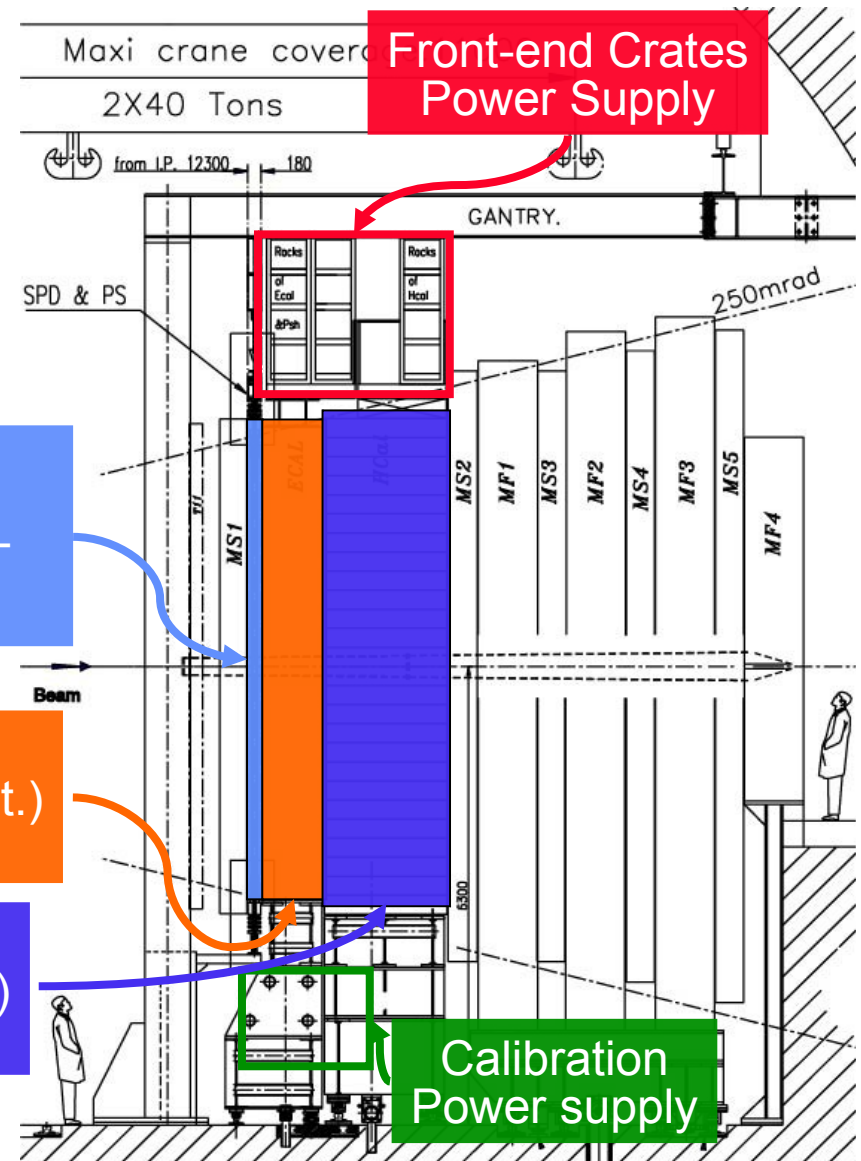 Maxi crane
Front-end Crates
Power Supply
2X40 Tons
from I.P. 12300
180
GANTRY.
Racks
of
Ecal
&Psh
Racks
of
Hcal
SPD & PS
250mrad
ECAL
HCal
MS1
MS2
MF1
MS3
MF2
MS4
MF3
MS5
MF4
Beam
t.)
)
6300
Calibration
Power supply